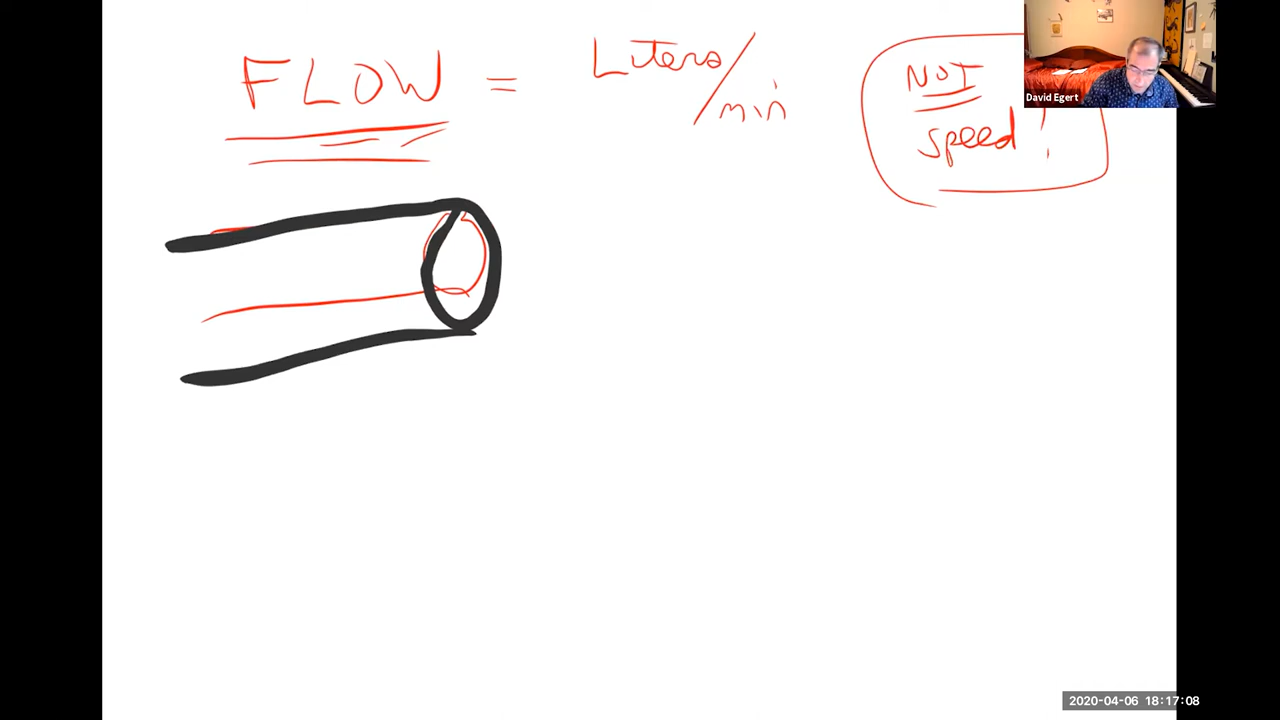 FLOW = Liters/min
NOT
speed!
David Egert
2020-04-06 18:17:08